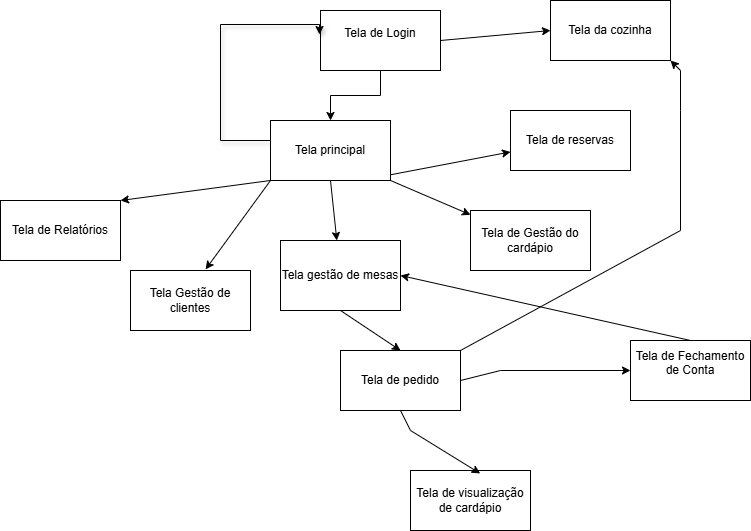 Tela de Login
Tela da cozinha
Tela principal
Tela de reservas
Tela de Relatórios
Tela de Gestão do
cardápio
Tela gestão de mesas
Tela Gestão de
clientes
Tela de pedido
Tela de Fechamento
de Conta
Tela de visualização
de cardápio